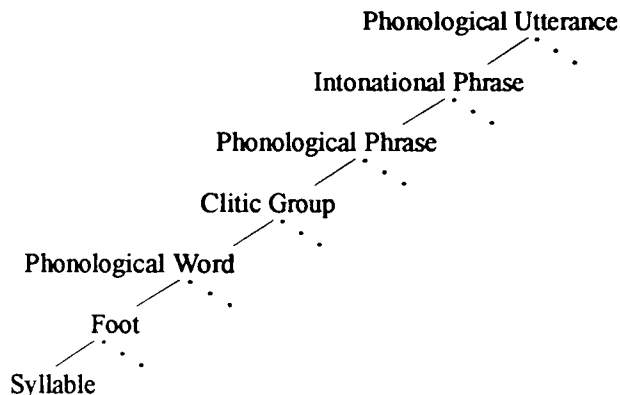 Phonological Utterance
Intonational Phrase
Phonological Phrase
Clitic Group
Phonological Word
Foot
Syllable